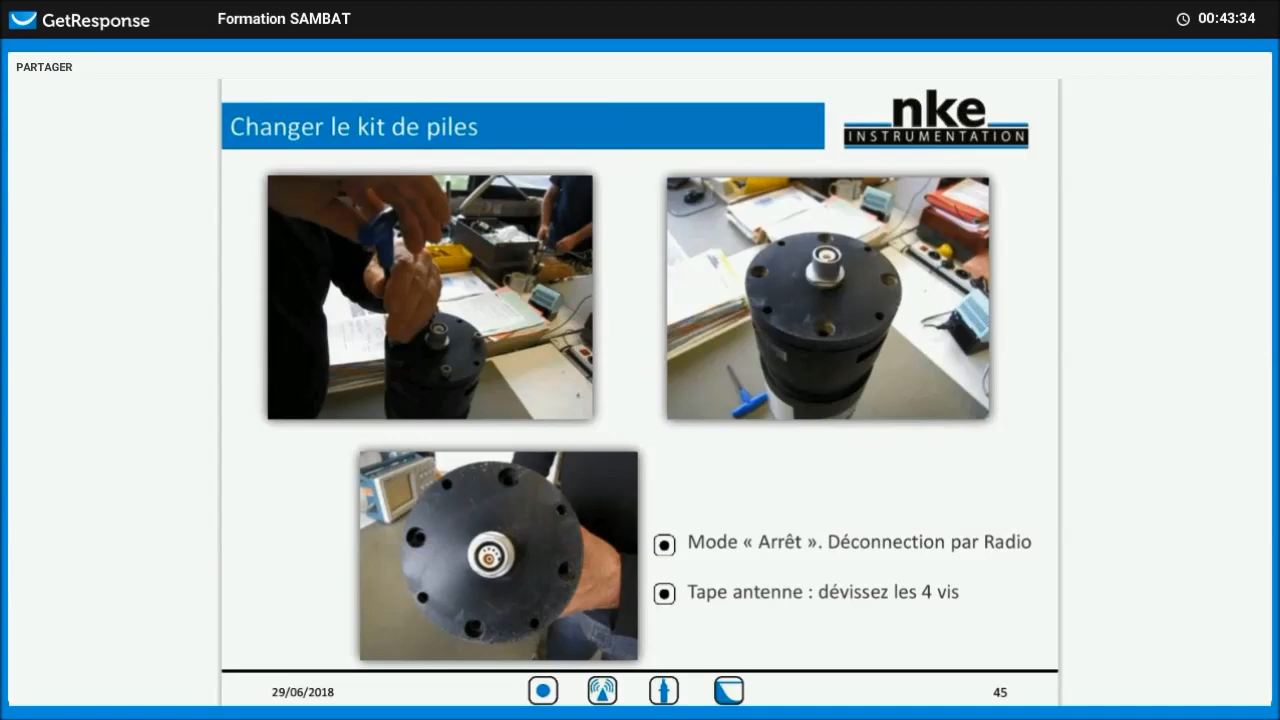 GetResponse
Formation SAMBAT
00:43:34
PARTAGER
Changer le kit de piles
nke
INSTRUMENTATION
Mode « Arrêt ». Déconnection par Radio
Tape antenne : dévissez les 4 vis
29/06/2018
45